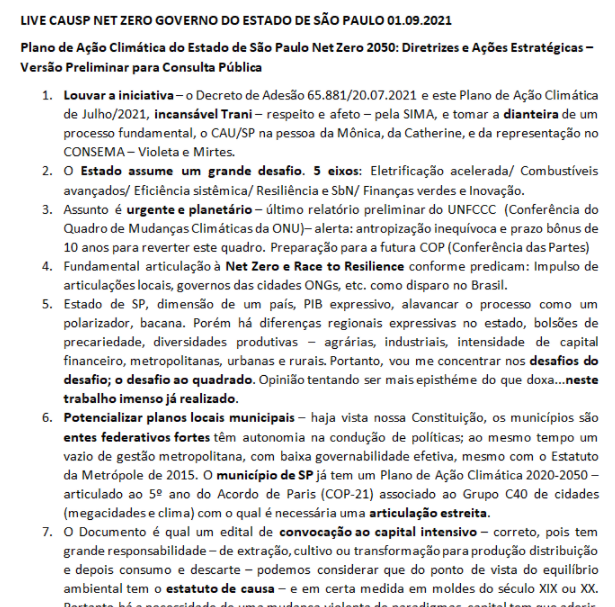 LIVE CAUSP NET ZERO GOVERNO DO ESTADO DE SÃO PAULO 01.09.2021
Plano de Ação Climática do Estado de São Paulo Net Zero 2050: Diretrizes e Ações Estratégicas –
Versão Preliminar para Consulta Pública
1. Louvar a iniciativa – o Decreto de Adesão 65.881/20.07.2021 e este Plano de Ação Climática
de Julho/2021, incansável Trani – respeito e afeto – pela SIMA, e tomar a dianteira de um
processo fundamental, o CAU/SP na pessoa da Mônica, da Catherine, e da representação no
CONSEMA – Violeta e Mirtes.
2. O Estado assume um grande desafio. 5 eixos: Eletrificação acelerada/ Combustíveis
avançados/ Eficiência sistêmica/ Resiliência e SbN/ Finanças verdes e Inovação.
3. Assunto é urgente e planetário – último relatório preliminar do UNFCCC (Conferência do
Quadro de Mudanças Climáticas da ONU)– alerta: antropização inequívoca e prazo bônus de
10 anos para reverter este quadro. Preparação para a futura COP (Conferência das Partes)
4. Fundamental articulação à Net Zero e Race to Resilience conforme predicam: Impulso de
articulações locais, governos das cidades ONGs, etc. como disparo no Brasil.
5. Estado de SP, dimensão de um país, PIB expressivo, alavancar o processo como um
polarizador, bacana. Porém há diferenças regionais expressivas no estado, bolsões de
precariedade, diversidades produtivas – agrárias, industriais, intensidade de capital
financeiro, metropolitanas, urbanas e rurais. Portanto, vou me concentrar nos desafios do
desafio; o desafio ao quadrado. Opinião tentando ser mais episthéme do que doxa...neste
trabalho imenso já realizado.
6. Potencializar planos locais municipais – haja vista nossa Constituição, os municípios são
entes federativos fortes têm autonomia na condução de políticas; ao mesmo tempo um
vazio de gestão metropolitana, com baixa governabilidade efetiva, mesmo com o Estatuto
da Metrópole de 2015. O município de SP já tem um Plano de Ação Climática 2020-2050 –
articulado ao 5º ano do Acordo de Paris (COP-21) associado ao Grupo C40 de cidades
(megacidades e clima) com o qual é necessária uma articulação estreita.
7. O Documento é qual um edital de convocação ao capital intensivo – correto, pois tem
grande responsabilidade – de extração, cultivo ou transformação para produção distribuição
e depois consumo e descarte – podemos considerar que do ponto de vista do equilíbrio
ambiental tem o estatuto de causa – e em certa medida em moldes do século XIX ou XX.
Portanto há a necessidade de uma mudança violenta de paradigmas, capital tem que aderir